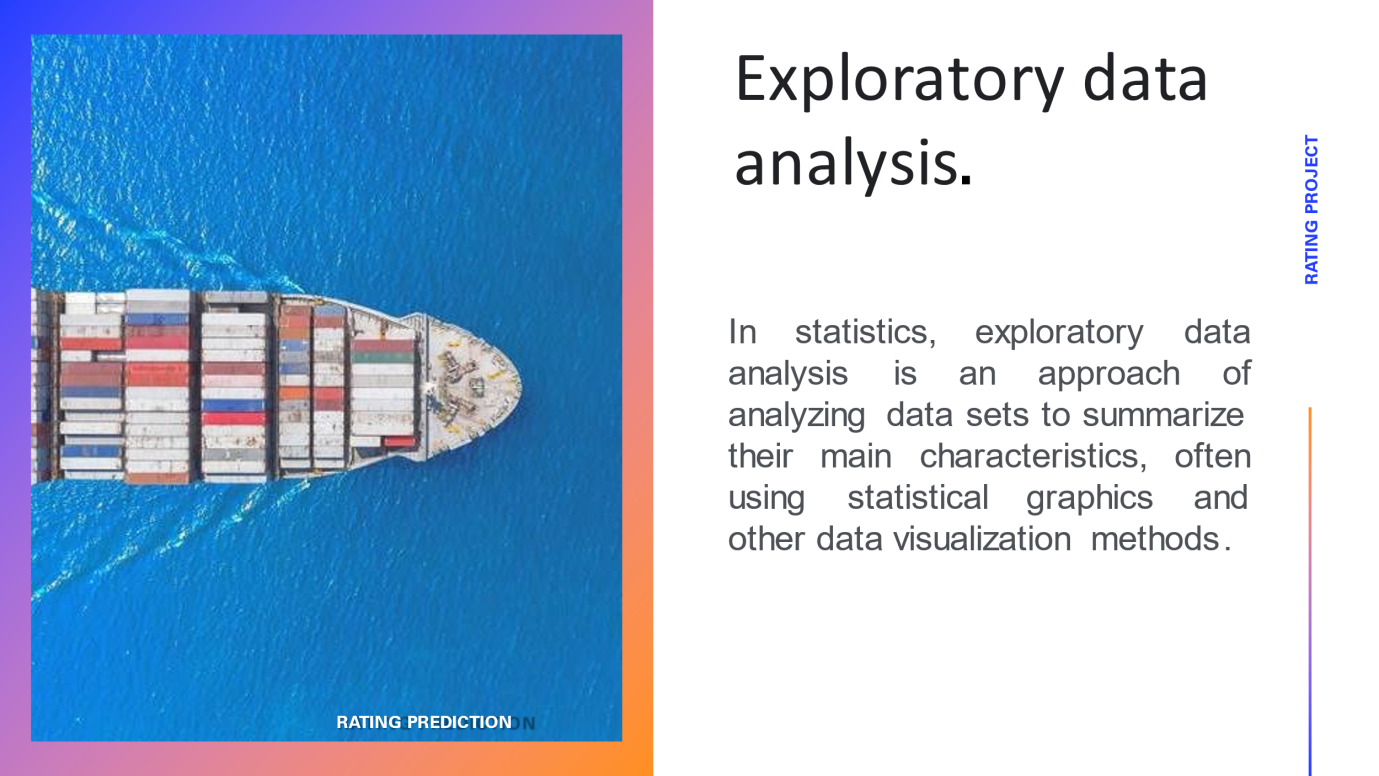 Exploratory data
analysis.
RATING PROJECT
In statistics, exploratory data
analysis is an approach of
analyzing data sets to summarize
their main characteristics, often
using statistical graphics and
other data visualization methods.
RATING PREDICTION